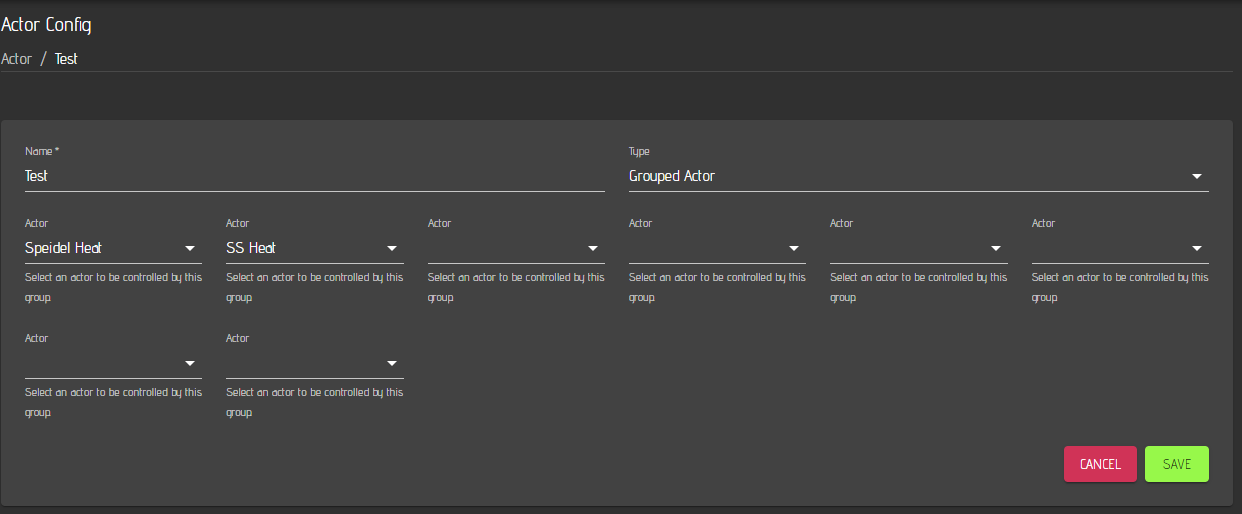 Actor Config
Actor / Test
Name *
Type
Test
Grouped Actor
Actor
Actor
Actor
Actor
Actor
Actor
Speidel Heat
SS Heat
Select an actor to be controlled by this
group.
Select an actor to be controlled by this
group.
Select an actor to be controlled by this
group.
Select an actor to be controlled by this
group.
Select an actor to be controlled by this
group.
Select an actor to be controlled by this
group.
Actor
Actor
Select an actor to be controlled by this
group.
Select an actor to be controlled by this
group.
CANCEL
SAVE